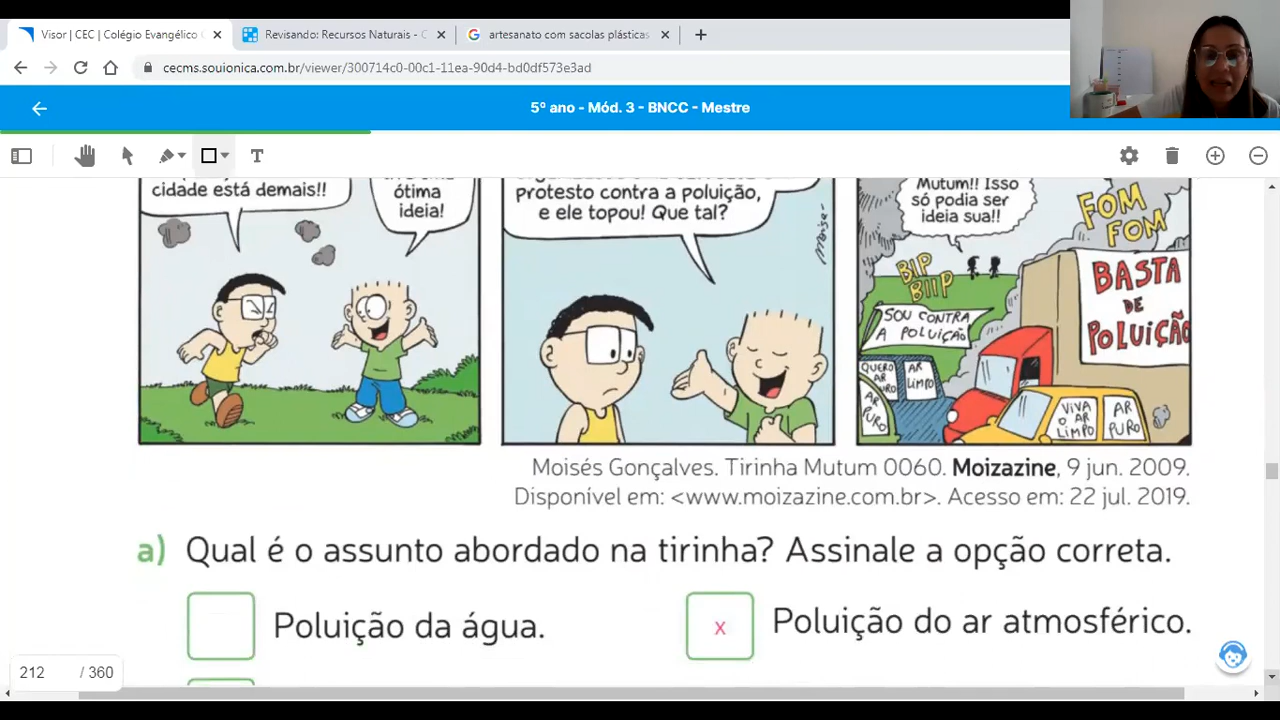 Visor | CEC | Colégio Evangélico
Revisando: Recursos Naturais - C
artesanato com sacolas plásticas
cecms.souionica.com.br/viewer/300714c0-00c1-11ea-90d4-bd0df573e3ad
5º ano - Mód. 3 - BNCC - Mestre
T
cidade está demais!!
ótima
ideia!
protesto contra a poluição,
e ele topou! Que tal?
Moisés
Mutum!! Isso
só podia ser
ideia sua!!
FOM
FOM
BIP
BIIP
SOU CONTRA
A POLUIÇÃO
BASTA
DE
POLUIÇÃO
QUERO
AR
PURO
AR
LIMPO
AR
PURO
VIVA
O AR
LIMPO
AR
PURO
Moisés Gonçalves. Tirinha Mutum 0060. Moizazine, 9 jun. 2009.
Disponível em: <www.moizazine.com.br>. Acesso em: 22 jul. 2019.
a) Qual é o assunto abordado na tirinha? Assinale a opção correta.
Poluição da água.
x Poluição do ar atmosférico.
212 / 360